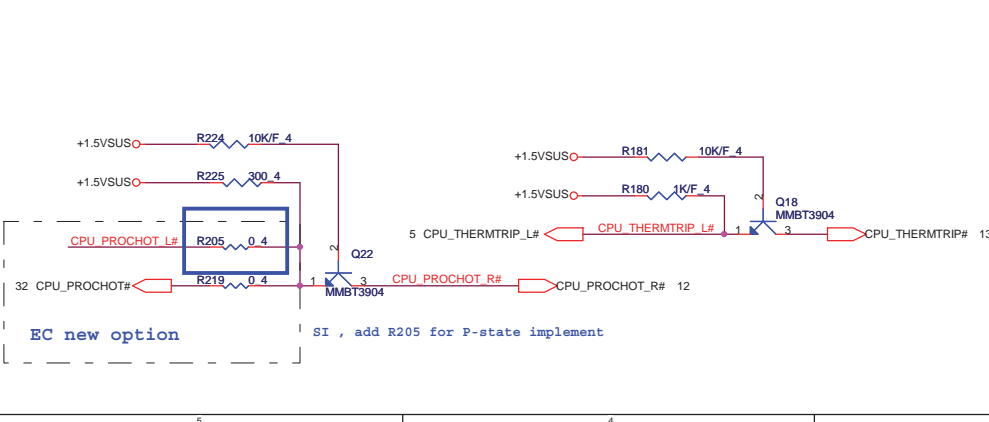 +1.5VSUS R224 10K/F_4
+1.5VSUS R225 300_4
CPU_PROCHOT_L# R205 0_4
32 CPU_PROCHOT# R219 0_4
1 2 3 Q22
MMBT3904
CPU_PROCHOT_R# CPU_PROCHOT_R# 12
EC new option
SI , add R205 for P-state implement
+1.5VSUS R181 10K/F_4
+1.5VSUS R180 1K/F_4
5 CPU_THERMTRIP_L# CPU_THERMTRIP_L#
1 2 3 Q18
MMBT3904
CPU_THERMTRIP# 13
5 4